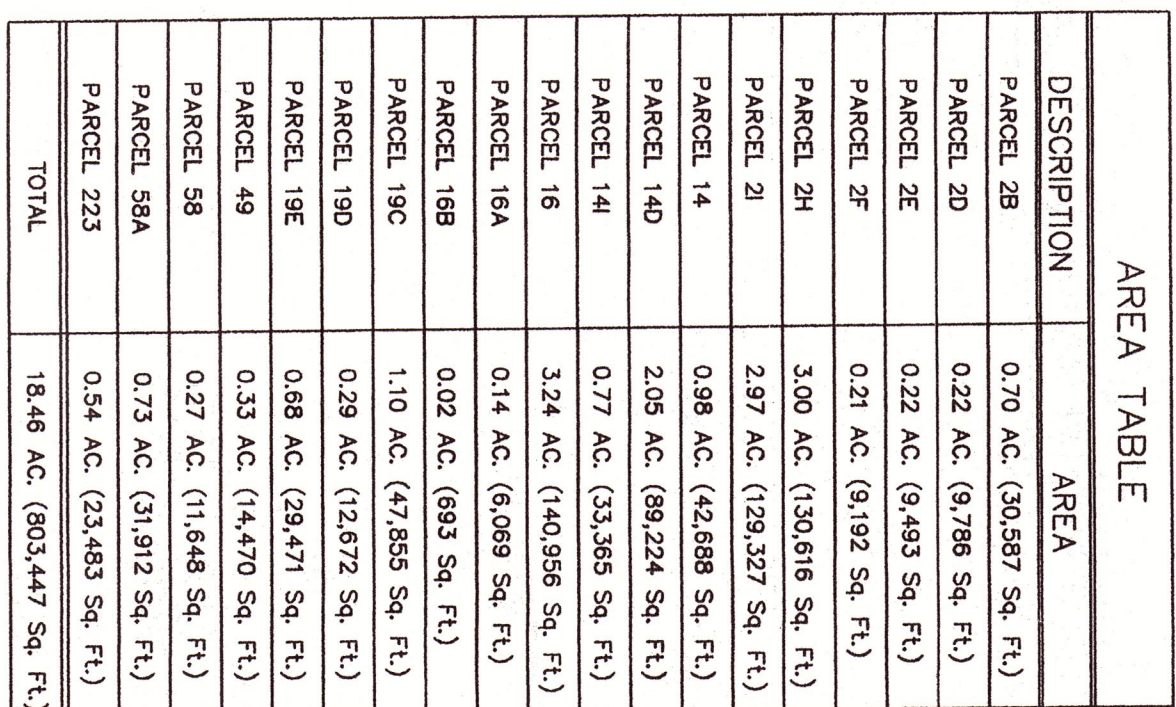 AREA TABLE
DESCRIPTION AREA
PARCEL 2B 0.70 AC. (30,587 Sq. Ft.)
PARCEL 2D 0.22 AC. (9,786 Sq. Ft.)
PARCEL 2E 0.22 AC. (9,493 Sq. Ft.)
PARCEL 2F 0.21 AC. (9,192 Sq. Ft.)
PARCEL 2H 3.00 AC. (130,616 Sq. Ft.)
PARCEL 2I 2.97 AC. (129,327 Sq. Ft.)
PARCEL 14 0.98 AC. (42,688 Sq. Ft.)
PARCEL 14D 2.05 AC. (89,224 Sq. Ft.)
PARCEL 14I 0.77 AC. (33,365 Sq. Ft.)
PARCEL 16 3.24 AC. (140,956 Sq. Ft.)
PARCEL 16A 0.14 AC. (6,069 Sq. Ft.)
PARCEL 16B 0.02 AC. (693 Sq. Ft.)
PARCEL 19C 1.10 AC. (47,855 Sq. Ft.)
PARCEL 19D 0.29 AC. (12,672 Sq. Ft.)
PARCEL 19E 0.68 AC. (29,471 Sq. Ft.)
PARCEL 49 0.33 AC. (14,470 Sq. Ft.)
PARCEL 58 0.27 AC. (11,648 Sq. Ft.)
PARCEL 58A 0.73 AC. (31,912 Sq. Ft.)
PARCEL 223 0.54 AC. (23,483 Sq. Ft.)
TOTAL 18.46 AC. (803,447 Sq. Ft.)